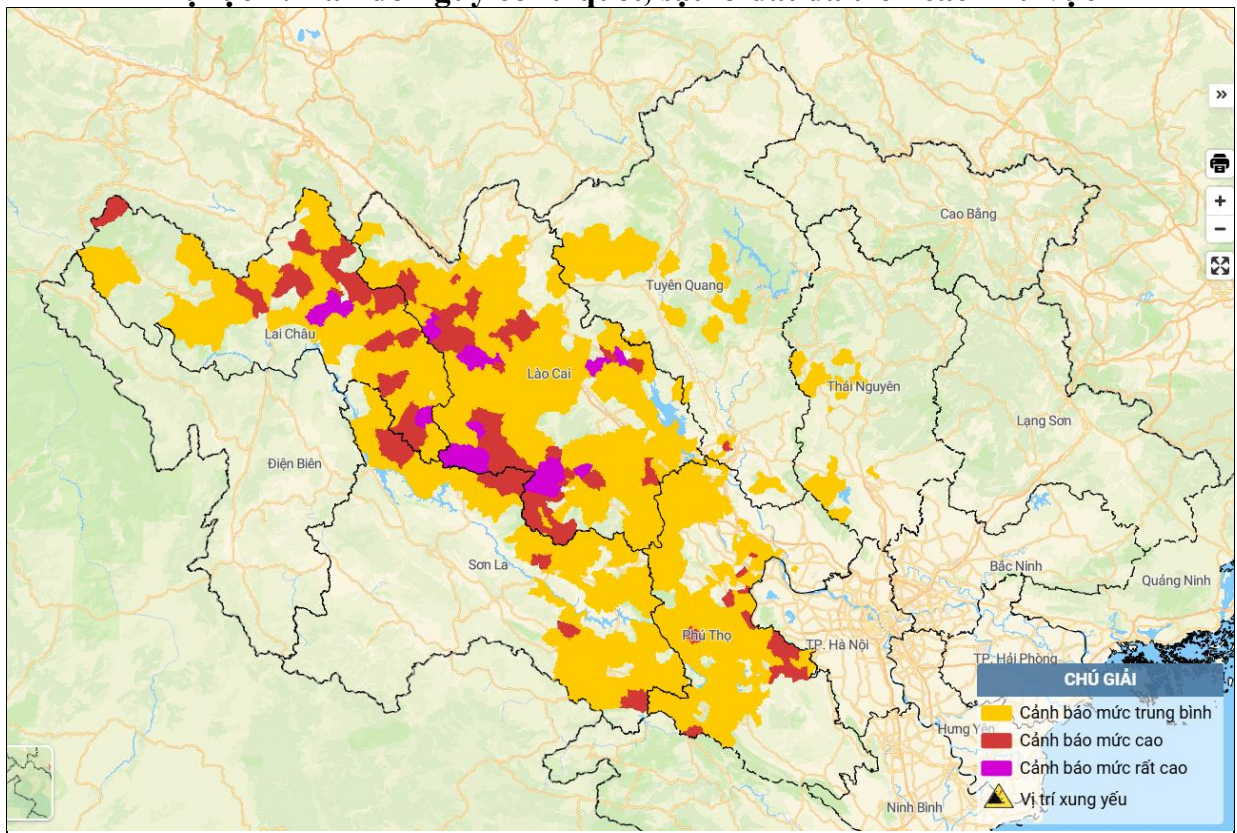 Cao Bằng
Tuyên Quang
Lai Châu
Lào Cai
Thái Nguyên
Lạng Sơn
Điện Biên
Sơn La
Bắc Ninh
Quảng Ninh
Phú Thọ
TP. Hà Nội
TP. Hải Phòng
CHÚ GIẢI
Cảnh báo mức trung bình
Hưng Yên
Cảnh báo mức cao
Cảnh báo mức rất cao
Vị trí xung yếu
Ninh Bình